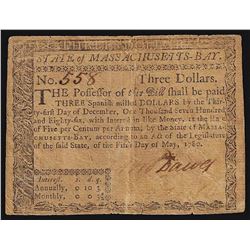 STATE of MASSACHUSETTS-BAY.
No. 558 Three Dollars.
THE Possessor of this Bill shall be paid
THREE Spanish milled DOLLARS by the Thir-
ty-first Day of December, One Thousand Seven Hundred
and Eighty-six, with Interest in like Money, at the Rate
of Five per Centum per Annum, by the State of MASSA-
CHUSETTS-BAY, according to an Act of the Legislature
of the said State, of the Fifth Day of May, 1780.
Interest. s. d. q.
Annually,
Monthly,
Dawes